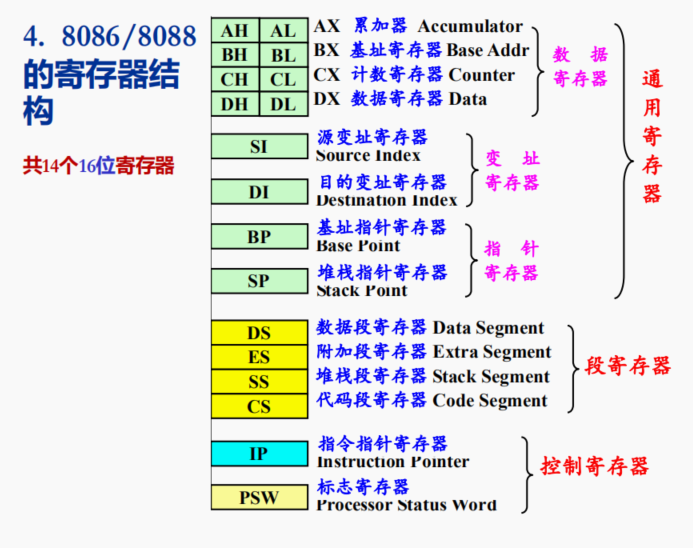 4. 8086/8088
的寄存器结
构
共14个16位寄存器
AH AL AX 累加器 Accumulator
BH BL BX 基址寄存器 Base Addr
CH CL CX 计数寄存器 Counter
DH DL DX 数据寄存器 Data
数 据
寄存器
SI 源变址寄存器
Source Index
DI 目的变址寄存器
Destination Index
变 址
寄存器
BP 基址指针寄存器
Base Point
SP 堆栈指针寄存器
Stack Point
指 针
寄存器
通
用
寄
存
器
DS 数据段寄存器 Data Segment
ES 附加段寄存器 Extra Segment
SS 堆栈段寄存器 Stack Segment
CS 代码段寄存器 Code Segment
段寄存器
IP 指令指针寄存器
Instruction Pointer
PSW 标志寄存器
Processor Status Word
控制寄存器